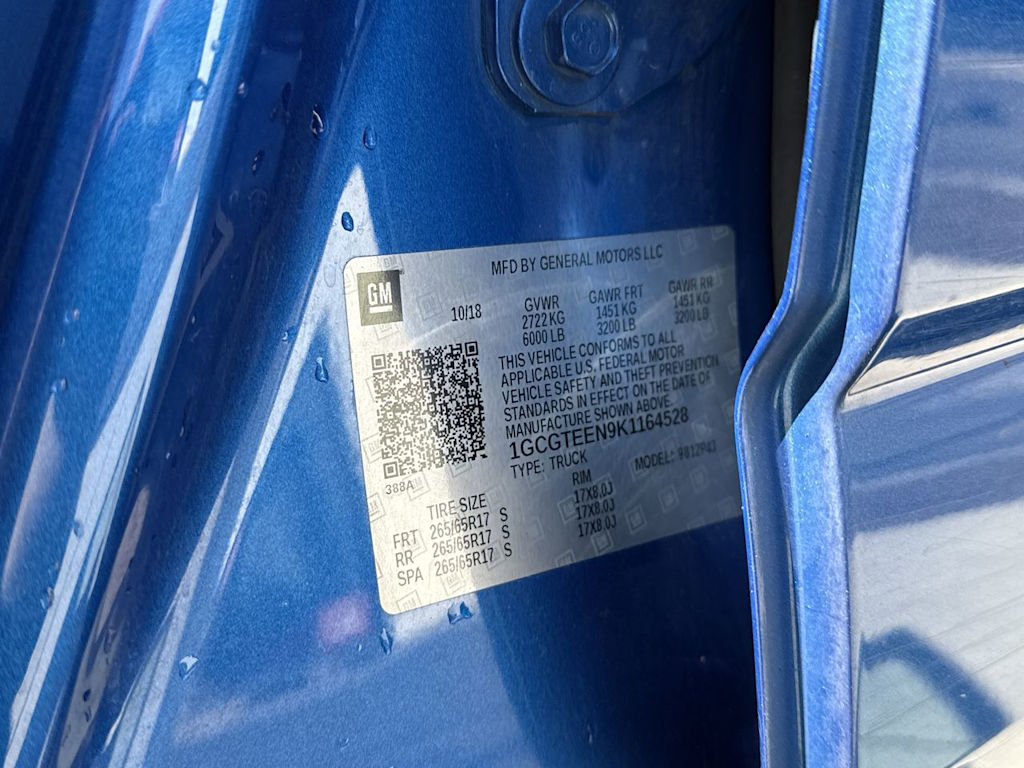 MFD BY GENERAL MOTORS LLC
GM
10/18
GVWR GAWR FRT GAWR RR
2722 KG 1451 KG 1451 KG
6000 LB 3200 LB 3200 LB
THIS VEHICLE CONFORMS TO ALL
APPLICABLE U.S. FEDERAL MOTOR
VEHICLE SAFETY AND THEFT PREVENTION
STANDARDS IN EFFECT ON THE DATE OF
MANUFACTURE SHOWN ABOVE.
1GCGTEEN9K1164528
TYPE: TRUCK MODEL:
388A
TIRE SIZE RIM
FRT 265/65R17 S 17X8.0J
RR 265/65R17 S 17X8.0J
SPA 265/65R17 S 17X8.0J